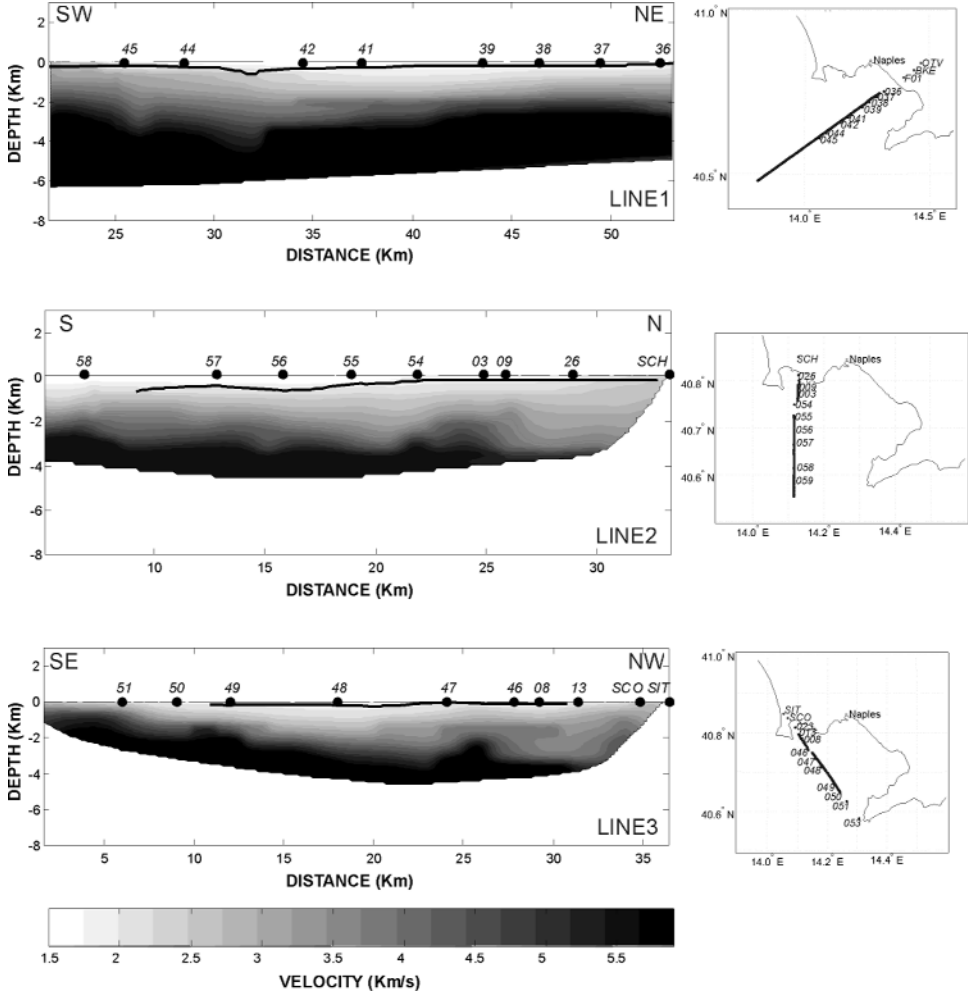 SW NE
45 44 42 41 39 38 37 36
2
0
-2
-4
-6
-8
DEPTH (Km)
LINE1
25 30 35 40 45 50
DISTANCE (Km)
41.0° N
40.5° N
Naples
OTV
BKE
F01
036
037
038
039
041
042
044
045
14.0° E 14.5° E
S N
58 57 56 55 54 03 09 26 SCH
2
0
-2
-4
-6
-8
DEPTH (Km)
LINE2
10 15 20 25 30
DISTANCE (Km)
SCH Naples
40.8° N
40.7° N
40.6° N
026
009
003
054
055
056
057
058
059
14.0° E 14.2° E 14.4° E
SE NW
51 50 49 48 47 46 08 13 SCO SIT
2
0
-2
-4
-6
-8
DEPTH (Km)
LINE3
5 10 15 20 25 30 35
DISTANCE (Km)
41.0° N
40.8° N
40.6° N
SIT
SCO
Naples
023
013
008
046
047
048
049
050
051
053
14.0° E 14.2° E 14.4° E
1.5 2 2.5 3 3.5 4 4.5 5 5.5
VELOCITY (Km/s)